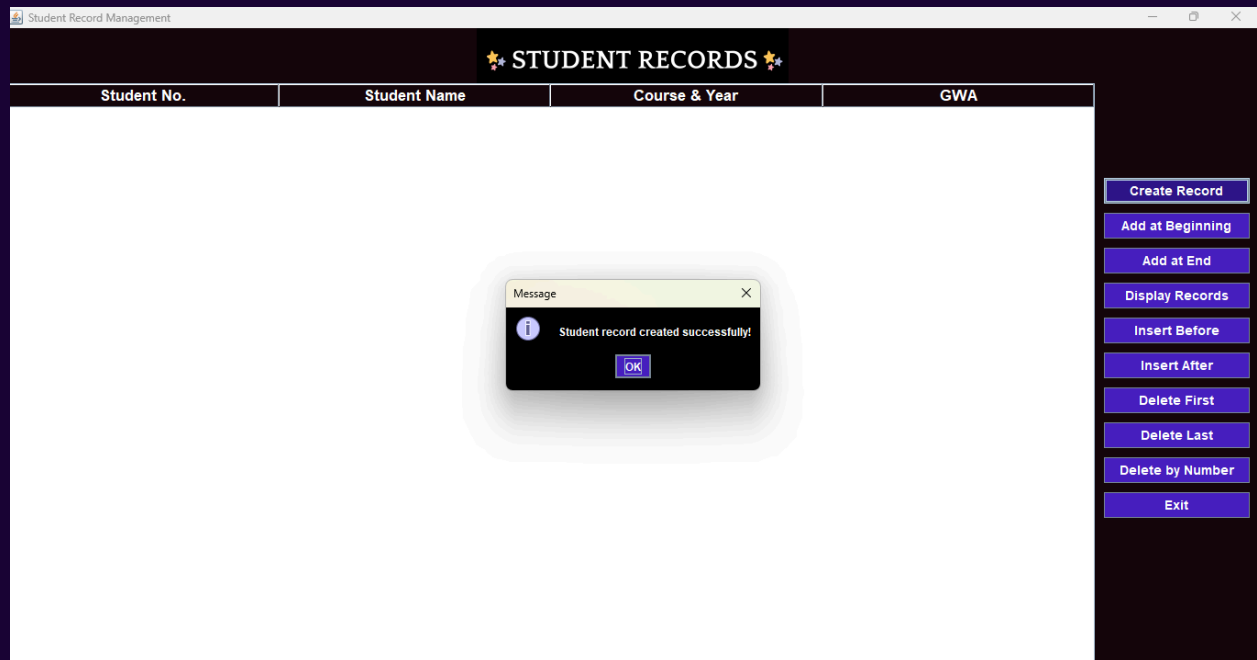 Student Record Management
STUDENT RECORDS
Student No. Student Name Course & Year GWA
Create Record
Add at Beginning
Add at End
Display Records
Insert Before
Insert After
Delete First
Delete Last
Delete by Number
Exit
Message
Student record created successfully!
OK